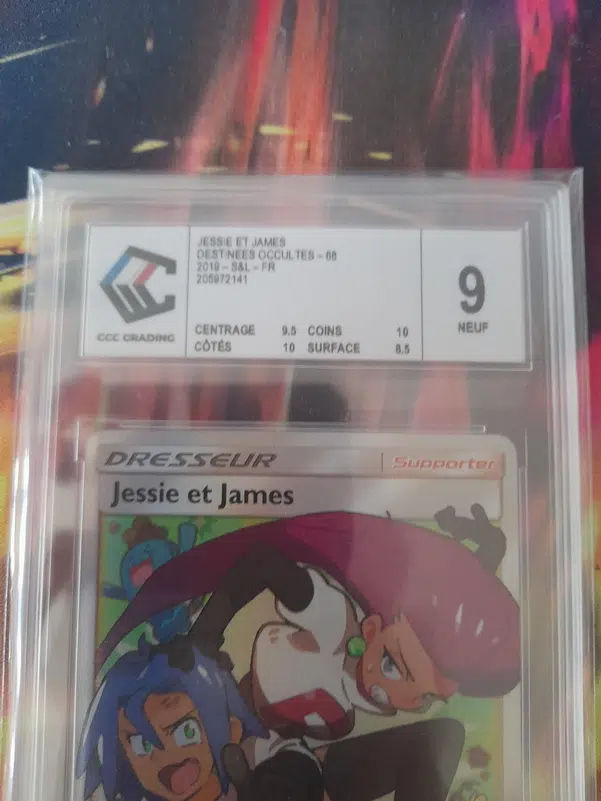 JESSIE ET JAMES
DESTINEES OCCULTES - 68
2019 - S&L - FR
205972141
CCC GRADING
CENTRAGE 9.5 COINS 10
CÔTÉS 10 SURFACE 8.5
9
NEUF
DRESSEUR
Supporter
Jessie et James